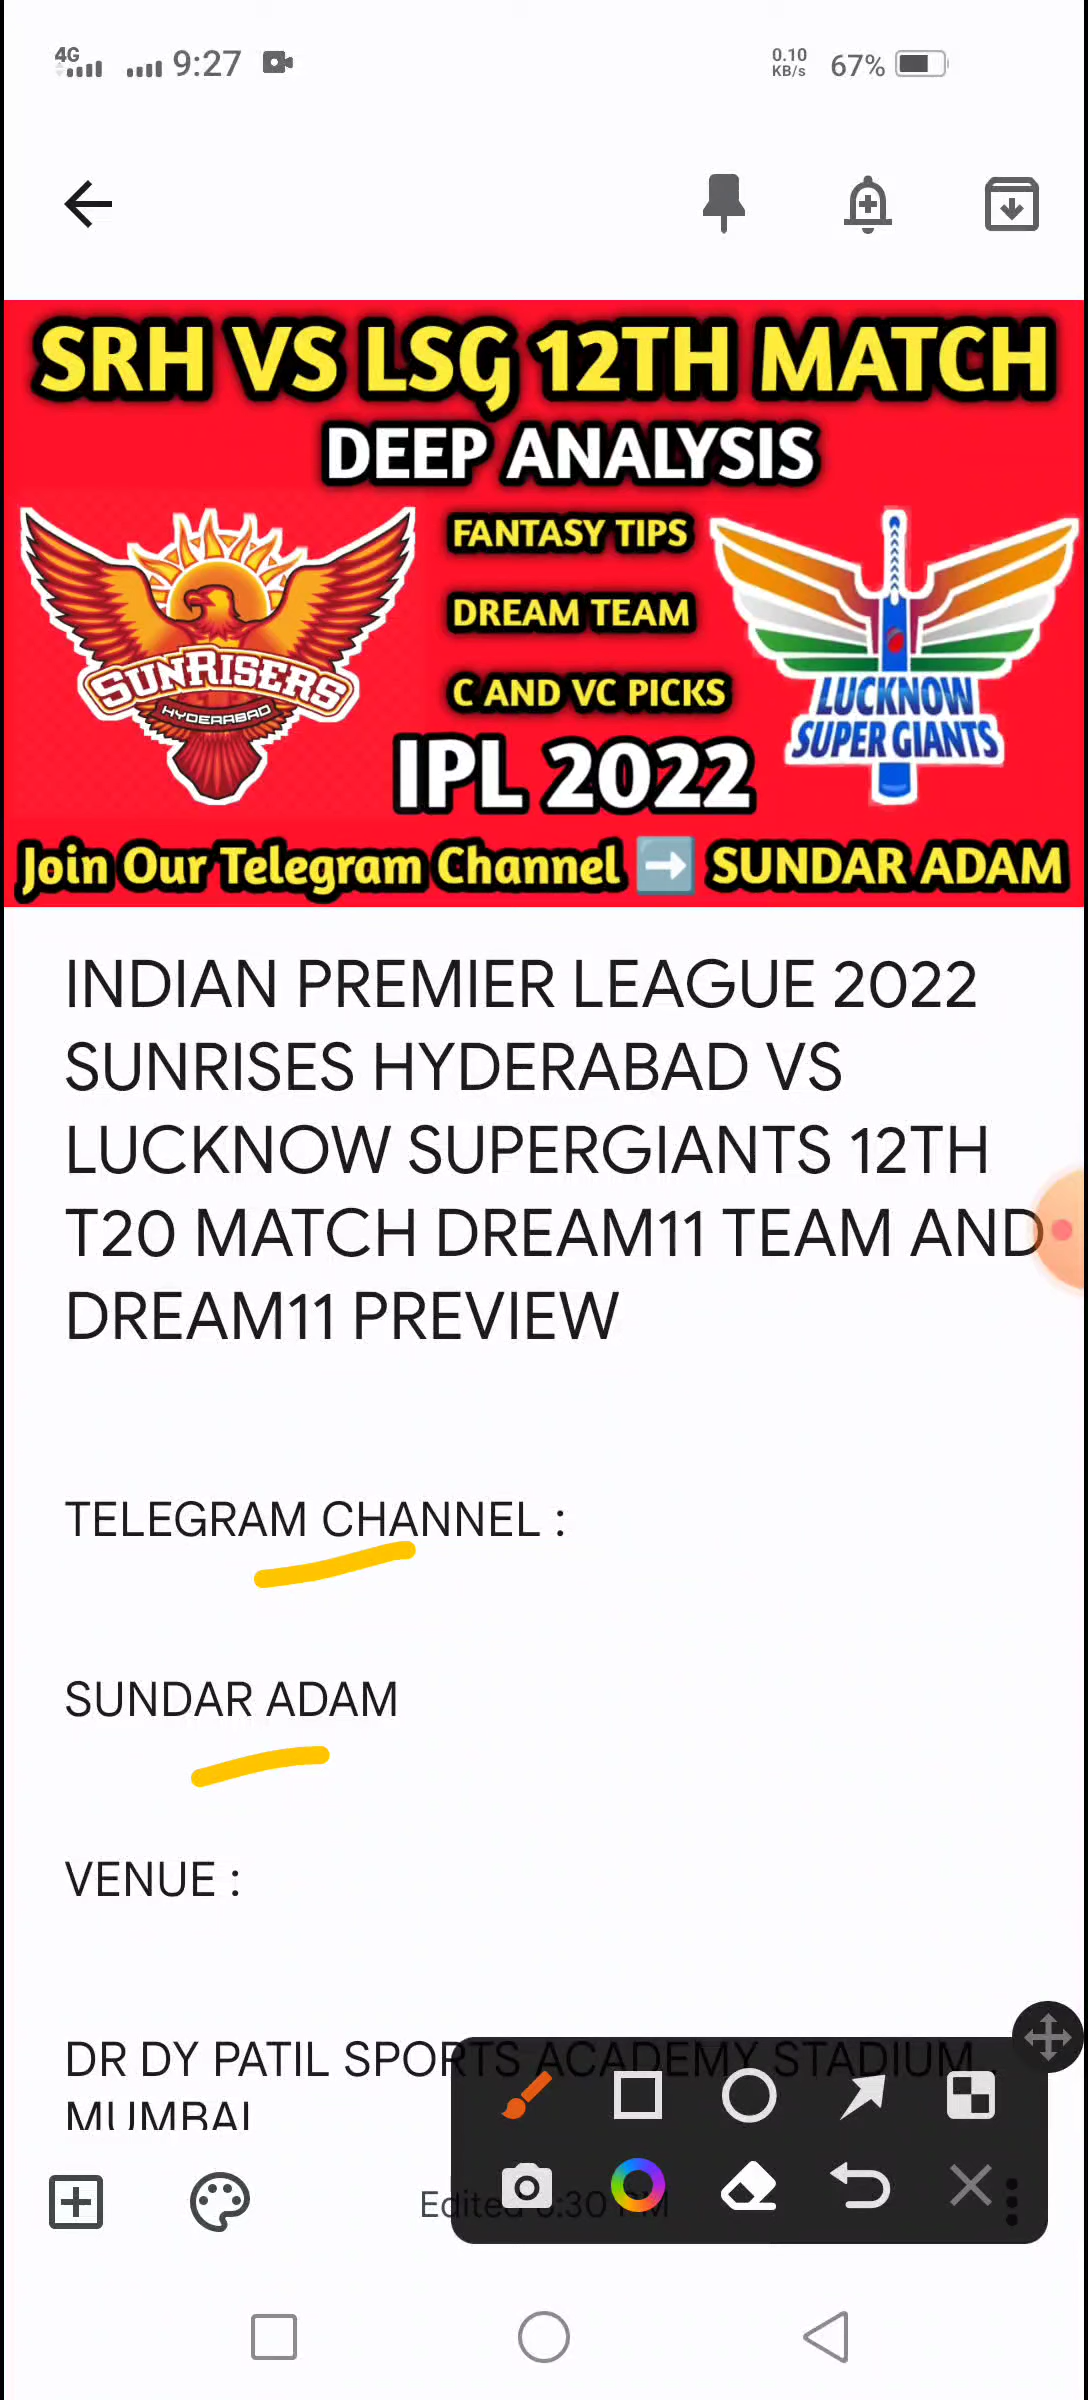 4G 9:27 0.10 KB/s 67%
SRH VS LSG 12TH MATCH
DEEP ANALYSIS
FANTASY TIPS
DREAM TEAM
C AND VC PICKS
SUNRISERS
HYDERABAD
LUCKNOW
SUPER GIANTS
IPL 2022
Join Our Telegram Channel ➡ SUNDAR ADAM
INDIAN PREMIER LEAGUE 2022
SUNRISES HYDERABAD VS
LUCKNOW SUPERGIANTS 12TH
T20 MATCH DREAM11 TEAM AND
DREAM11 PREVIEW
TELEGRAM CHANNEL :
SUNDAR ADAM
VENUE :
DR DY PATIL SPORTS ACADEMY STADIUM
MUMBAI
Edited :30 PM